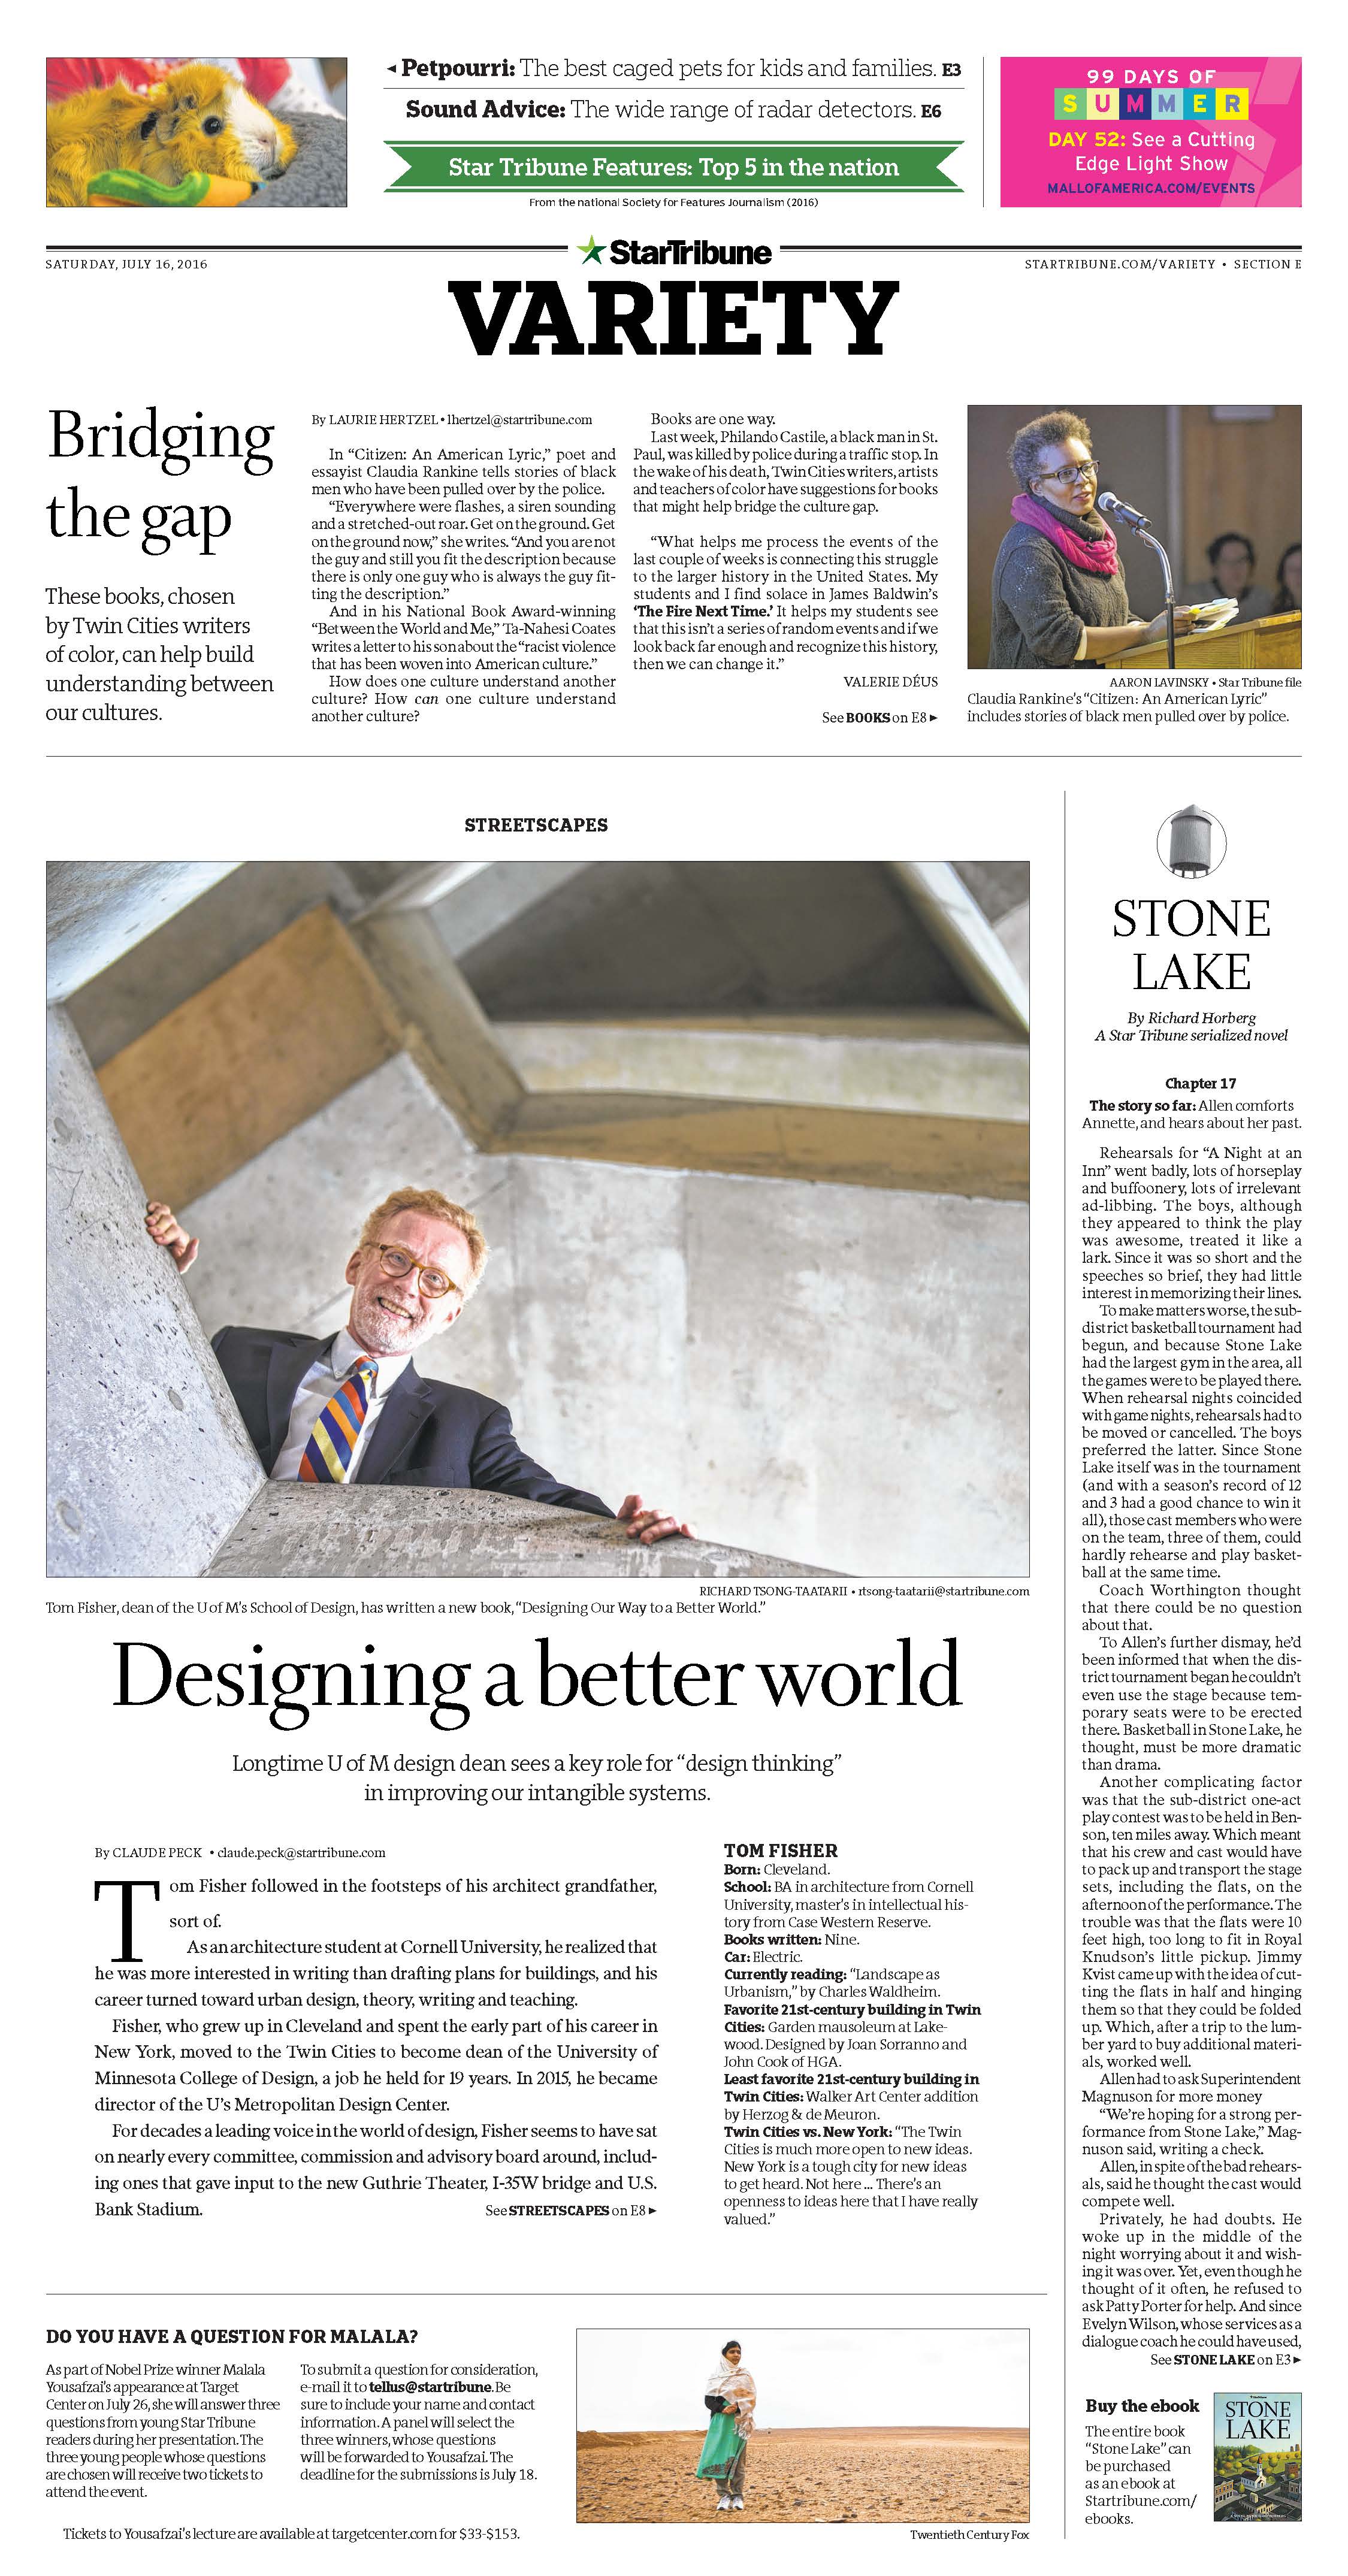 ◄ Petpourri: The best caged pets for kids and families. E3
Sound Advice: The wide range of radar detectors. E6
Star Tribune Features: Top 5 in the nation
From the national Society for Features Journalism (2016)
99 DAYS OF
SUMMER
DAY 52: See a Cutting
Edge Light Show
MALLOFAMERICA.COM/EVENTS
StarTribune
SATURDAY, JULY 16, 2016
STARTRIBUNE.COM/VARIETY • SECTION E
VARIETY
Bridging
the gap
These books, chosen
by Twin Cities writers
of color, can help build
understanding between
our cultures.
By LAURIE HERTZEL • lhertzel@startribune.com
In “Citizen: An American Lyric,” poet and
essayist Claudia Rankine tells stories of black
men who have been pulled over by the police.
“Everywhere were flashes, a siren sounding
and a stretched-out roar. Get on the ground. Get
on the ground now,” she writes. “And you are not
the guy and still you fit the description because
there is only one guy who is always the guy fit-
ting the description.”
And in his National Book Award-winning
“Between the World and Me,” Ta-Nahesi Coates
writes a letter to his son about the “racist violence
that has been woven into American culture.”
How does one culture understand another
culture? How can one culture understand
another culture?
Books are one way.
Last week, Philando Castile, a black man in St.
Paul, was killed by police during a traffic stop. In
the wake of his death, Twin Cities writers, artists
and teachers of color have suggestions for books
that might help bridge the culture gap.
“What helps me process the events of the
last couple of weeks is connecting this struggle
to the larger history in the United States. My
students and I find solace in James Baldwin’s
‘The Fire Next Time.’ It helps my students see
that this isn’t a series of random events and if we
look back far enough and recognize this history,
then we can change it.”
VALERIE DÉUS
See BOOKS on E8 ►
AARON LAVINSKY • Star Tribune file
Claudia Rankine’s “Citizen: An American Lyric”
includes stories of black men pulled over by police.
STREETSCAPES
RICHARD TSONG-TAATARII • rtsong-taatarii@startribune.com
Tom Fisher, dean of the U of M’s School of Design, has written a new book, “Designing Our Way to a Better World.”
Designing a better world
Longtime U of M design dean sees a key role for “design thinking”
in improving our intangible systems.
By CLAUDE PECK • claude.peck@startribune.com
Tom Fisher followed in the footsteps of his architect grandfather,
sort of.
As an architecture student at Cornell University, he realized that
he was more interested in writing than drafting plans for buildings, and his
career turned toward urban design, theory, writing and teaching.
Fisher, who grew up in Cleveland and spent the early part of his career in
New York, moved to the Twin Cities to become dean of the University of
Minnesota College of Design, a job he held for 19 years. In 2015, he became
director of the U’s Metropolitan Design Center.
For decades a leading voice in the world of design, Fisher seems to have sat
on nearly every committee, commission and advisory board around, includ-
ing ones that gave input to the new Guthrie Theater, I-35W bridge and U.S.
Bank Stadium.
See STREETSCAPES on E8 ►
TOM FISHER
Born: Cleveland.
School: BA in architecture from Cornell
University, master’s in intellectual his-
tory from Case Western Reserve.
Books written: Nine.
Car: Electric.
Currently reading: “Landscape as
Urbanism,” by Charles Waldheim.
Favorite 21st-century building in Twin
Cities: Garden mausoleum at Lake-
wood. Designed by Joan Sorranno and
John Cook of HGA.
Least favorite 21st-century building in
Twin Cities: Walker Art Center addition
by Herzog & de Meuron.
Twin Cities vs. New York: “The Twin
Cities is much more open to new ideas.
New York is a tough city for new ideas
to get heard. Not here ... There’s an
openness to ideas here that I have really
valued.”
STONE
LAKE
By Richard Horberg
A Star Tribune serialized novel
Chapter 17
The story so far: Allen comforts
Annette, and hears about her past.
Rehearsals for “A Night at an
Inn” went badly, lots of horseplay
and buffoonery, lots of irrelevant
ad-libbing. The boys, although
they appeared to think the play
was awesome, treated it like a
lark. Since it was so short and the
speeches so brief, they had little
interest in memorizing their lines.
To make matters worse, the sub-
district basketball tournament had
begun, and because Stone Lake
had the largest gym in the area, all
the games were to be played there.
When rehearsal nights coincided
with game nights, rehearsals had to
be moved or cancelled. The boys
preferred the latter. Since Stone
Lake itself was in the tournament
(and with a season’s record of 12
and 3 had a good chance to win it
all), those cast members who were
on the team, three of them, could
hardly rehearse and play basket-
ball at the same time.
Coach Worthington thought
that there could be no question
about that.
To Allen’s further dismay, he’d
been informed that when the dis-
trict tournament began he couldn’t
even use the stage because tem-
porary seats were to be erected
there. Basketball in Stone Lake, he
thought, must be more dramatic
than drama.
Another complicating factor
was that the sub-district one-act
play contest was to be held in Ben-
son, ten miles away. Which meant
that his crew and cast would have
to pack up and transport the stage
sets, including the flats, on the
afternoon of the performance. The
trouble was that the flats were 10
feet high, too long to fit in Royal
Knudson’s little pickup. Jimmy
Kvist came up with the idea of cut-
ting the flats in half and hinging
them so that they could be folded
up. Which, after a trip to the lum-
ber yard to buy additional materi-
als, worked well.
Allen had to ask Superintendent
Magnuson for more money
“We’re hoping for a strong per-
formance from Stone Lake,” Mag-
nuson said, writing a check.
Allen, in spite of the bad rehears-
als, said he thought the cast would
compete well.
Privately, he had doubts. He
woke up in the middle of the
night worrying about it and wish-
ing it was over. Yet, even though he
thought of it often, he refused to
ask Patty Porter for help. And since
Evelyn Wilson, whose services as a
dialogue coach he could have used,
See STONE LAKE on E3 ►
Buy the ebook
The entire book
“Stone Lake” can
be purchased
as an ebook at
Startribune.com/
ebooks.
STONE
LAKE
DO YOU HAVE A QUESTION FOR MALALA?
As part of Nobel Prize winner Malala
Yousafzai’s appearance at Target
Center on July 26, she will answer three
questions from young Star Tribune
readers during her presentation. The
three young people whose questions
are chosen will receive two tickets to
attend the event.
To submit a question for consideration,
e-mail it to tellus@startribune. Be
sure to include your name and contact
information. A panel will select the
three winners, whose questions
will be forwarded to Yousafzai. The
deadline for the submissions is July 18.
Tickets to Yousafzai’s lecture are available at targetcenter.com for $33-$153.
Twentieth Century Fox